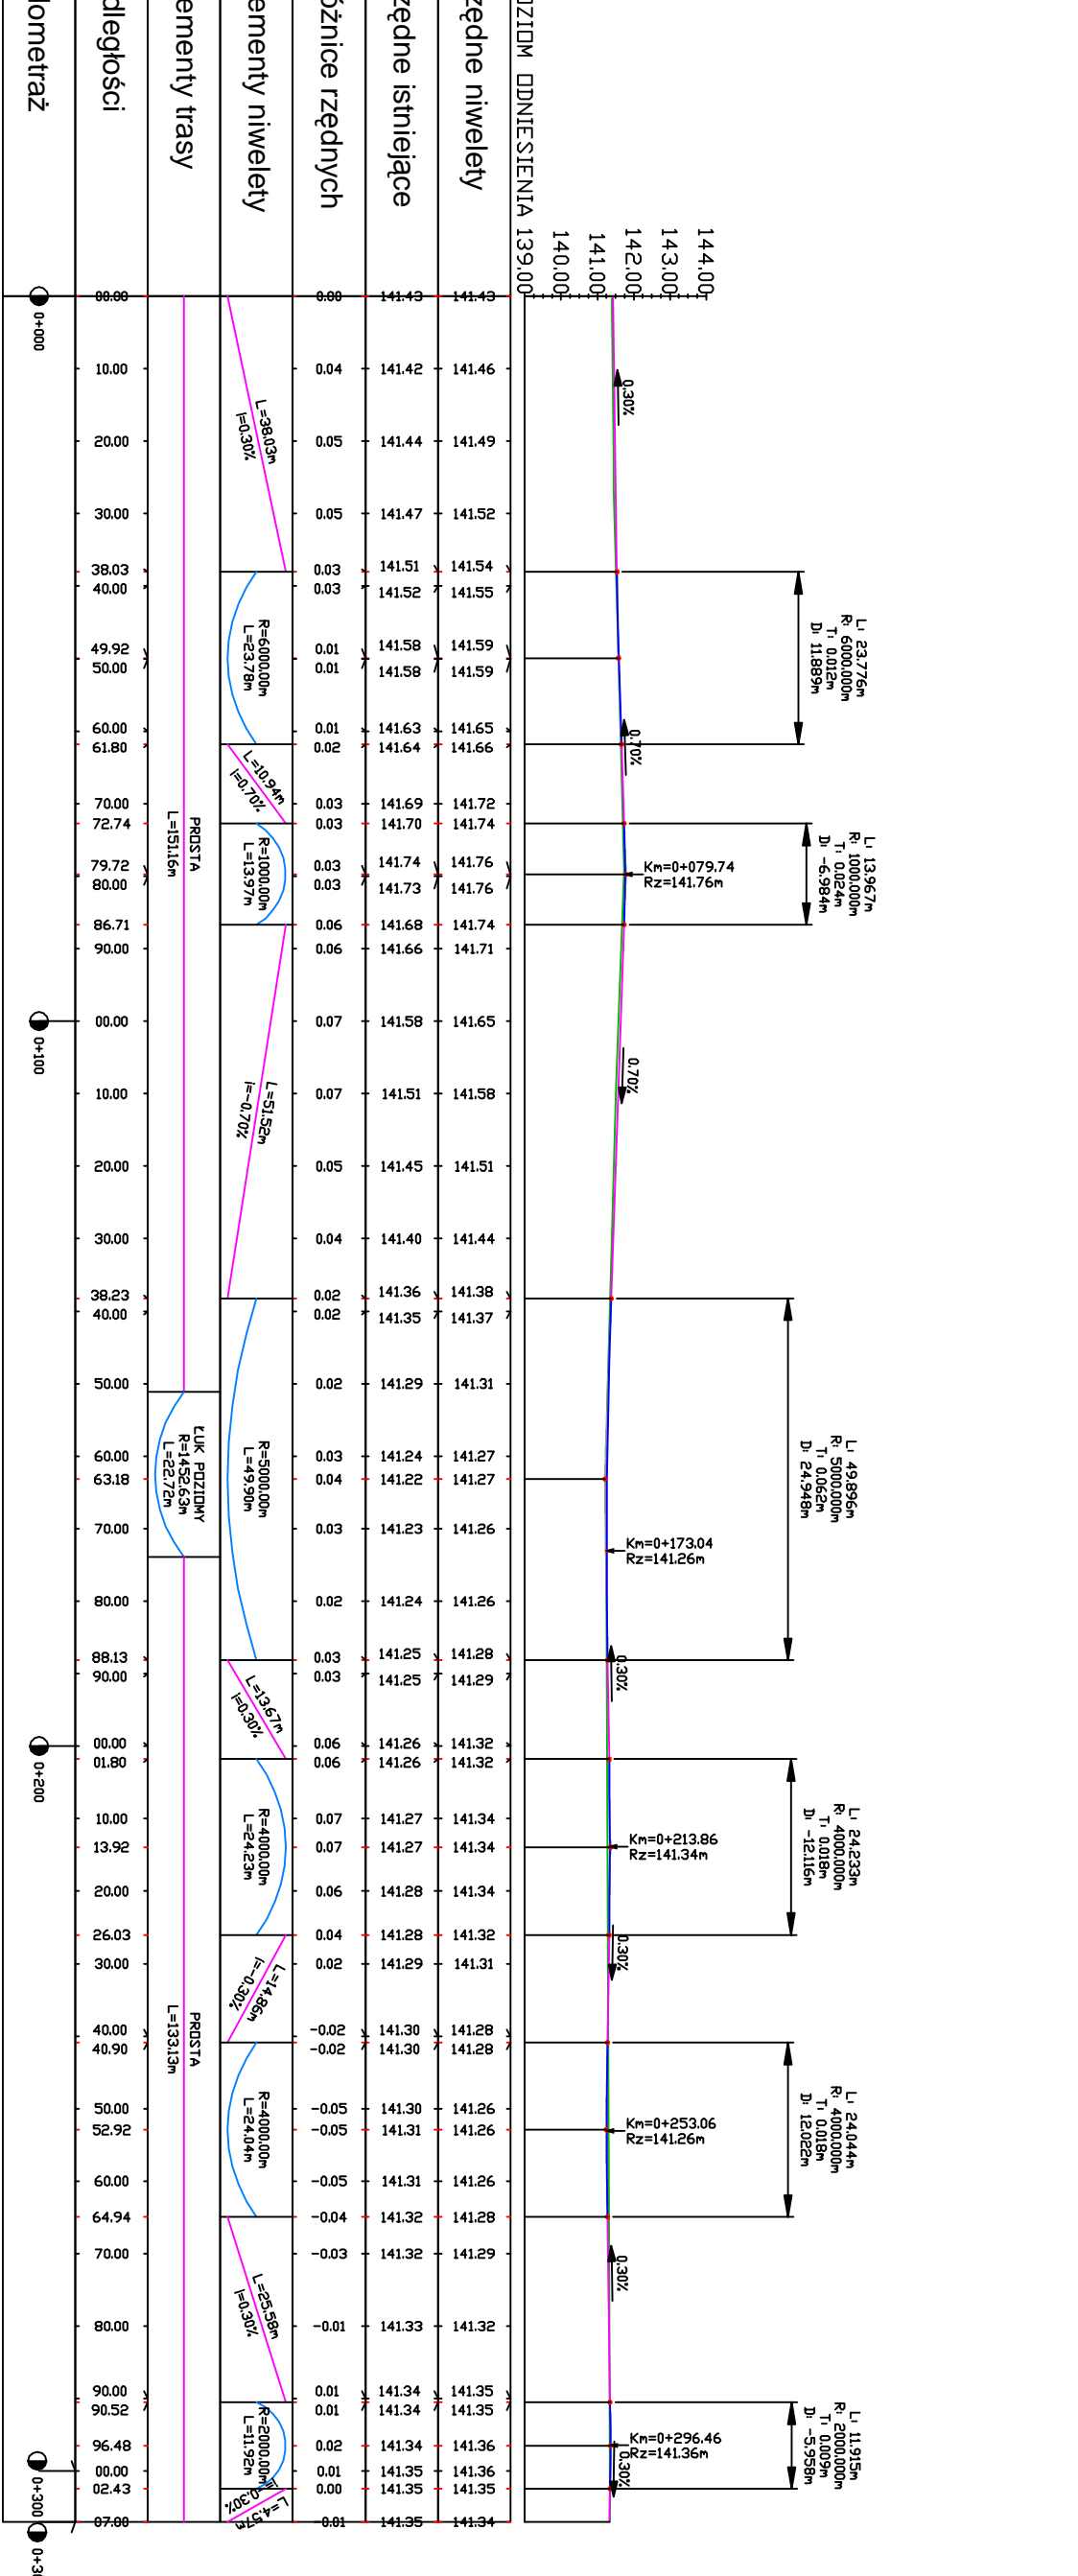 144.00
143.00
142.00
141.00
140.00
POZIOM ODNIESIENIA 139.00
L: 23.776m
R: 6000.000m
T: 0.012m
D: 11.889m
L: 13.967m
R: 1000.000m
T: 0.024m
D: -6.984m
L: 49.896m
R: 5000.000m
T: 0.062m
D: 24.948m
L: 24.233m
R: 4000.000m
T: 0.018m
D: -12.116m
L: 24.044m
R: 4000.000m
T: 0.018m
D: 12.022m
L: 11.915m
R: 2000.000m
T: 0.009m
D: -5.958m
0.30%
0.70%
Km=0+079.74
Rz=141.76m
0.70%
Km=0+173.04
Rz=141.26m
0.30%
Km=0+213.86
Rz=141.34m
0.30%
Km=0+253.06
Rz=141.26m
0.30%
Km=0+296.46
Rz=141.36m
0.30%
zędne niwelety
141.43 141.46 141.49 141.52 141.54 141.55 141.59 141.59 141.65 141.66 141.72 141.74 141.76 141.76 141.74 141.71 141.65 141.58 141.51 141.44 141.38 141.37 141.31 141.27 141.27 141.26 141.26 141.28 141.29 141.32 141.32 141.34 141.34 141.34 141.32 141.31 141.28 141.28 141.26 141.26 141.26 141.28 141.29 141.32 141.35 141.35 141.36 141.36 141.35 141.34
zędne istniejące
141.43 141.42 141.44 141.47 141.51 141.52 141.58 141.58 141.63 141.64 141.69 141.70 141.74 141.73 141.68 141.66 141.58 141.51 141.45 141.40 141.36 141.35 141.29 141.24 141.22 141.23 141.24 141.25 141.25 141.26 141.26 141.27 141.27 141.28 141.28 141.29 141.30 141.30 141.30 141.31 141.31 141.32 141.32 141.33 141.34 141.34 141.34 141.35 141.35 141.35
óżnice rzędnych
0.00 0.04 0.05 0.05 0.03 0.03 0.01 0.01 0.01 0.02 0.03 0.03 0.03 0.03 0.06 0.06 0.07 0.07 0.05 0.04 0.02 0.02 0.02 0.03 0.04 0.03 0.02 0.03 0.03 0.06 0.06 0.07 0.07 0.06 0.04 0.02 -0.02 -0.02 -0.05 -0.05 -0.05 -0.04 -0.03 -0.01 0.01 0.01 0.02 0.01 0.00 -0.01
ementy niwelety
L=38.03m
i=0.30%
R=6000.00m
L=23.78m
L=10.94m
i=0.70%
R=1000.00m
L=13.97m
L=51.52m
i=-0.70%
R=5000.00m
L=49.90m
L=13.67m
i=0.30%
R=4000.00m
L=24.23m
L=14.86m
i=-0.30%
R=4000.00m
L=24.04m
L=25.58m
i=0.30%
R=2000.00m
L=11.92m
L=4.57m
i=-0.30%
ementy trasy
PROSTA
L=151.16m
ŁUK POZIOMY
R=1452.63m
L=22.72m
PROSTA
L=133.13m
dległości
00.00 10.00 20.00 30.00 38.03 40.00 49.92 50.00 60.00 61.80 70.00 72.74 79.72 80.00 86.71 90.00 00.00 10.00 20.00 30.00 38.23 40.00 50.00 60.00 63.18 70.00 80.00 88.13 90.00 00.00 01.80 10.00 13.92 20.00 26.03 30.00 40.00 40.90 50.00 52.92 60.00 64.94 70.00 80.00 90.00 90.52 96.48 00.00 02.43 07.00
lometraż
0+000 0+100 0+200 0+300